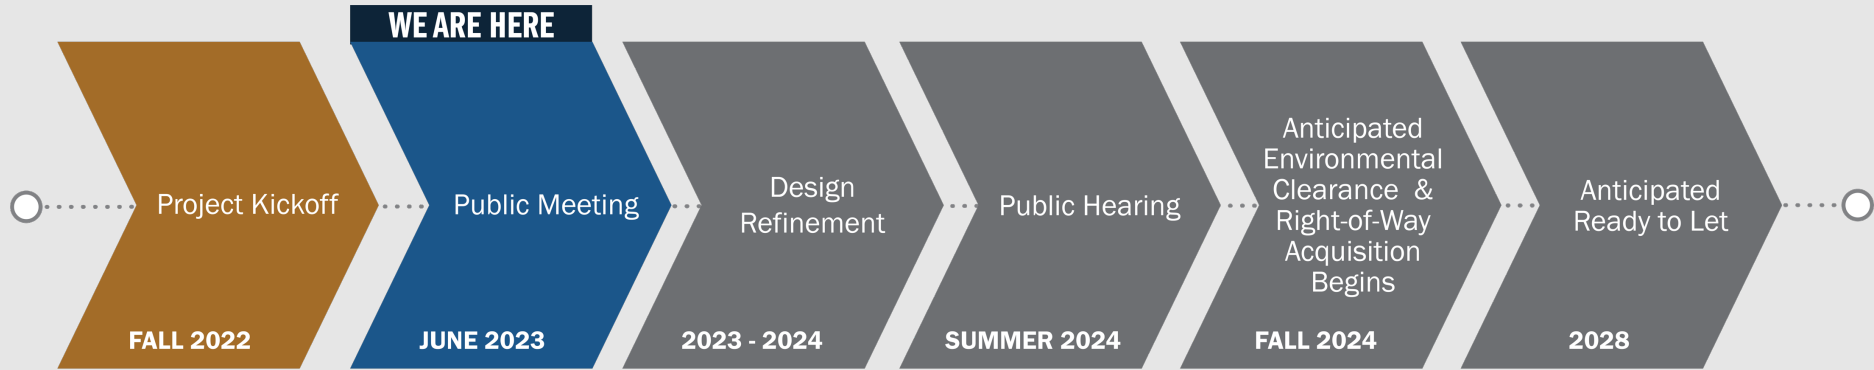 WE ARE HERE
Project Kickoff
FALL 2022
Public Meeting
JUNE 2023
Design
Refinement
2023 - 2024
Public Hearing
SUMMER 2024
Anticipated
Environmental
Clearance &
Right-of-Way
Acquisition
Begins
FALL 2024
Anticipated
Ready to Let
2028